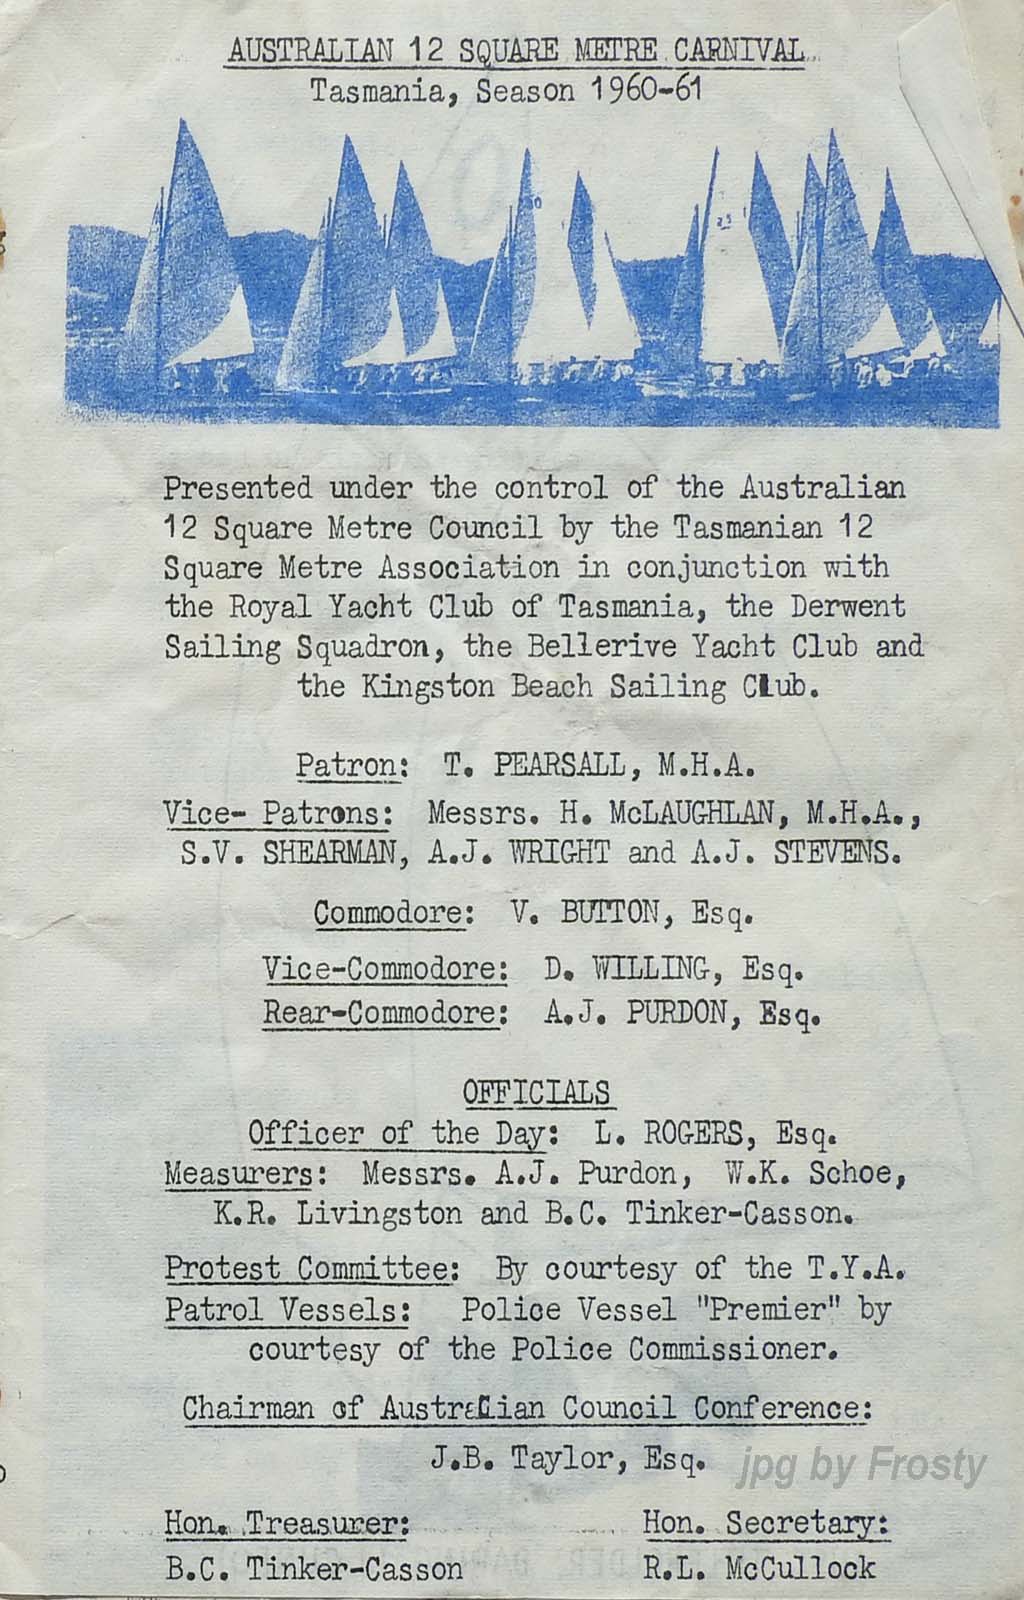 AUSTRALIAN 12 SQUARE METRE CARNIVAL
Tasmania, Season 1960-61
Presented under the control of the Australian
12 Square Metre Council by the Tasmanian 12
Square Metre Association in conjunction with
the Royal Yacht Club of Tasmania, the Derwent
Sailing Squadron, the Bellerive Yacht Club and
the Kingston Beach Sailing Club.
Patron: T. PEARSALL, M.H.A.
Vice- Patrons: Messrs. H. McLAUGHLAN, M.H.A.,
S.V. SHEARMAN, A.J. WRIGHT and A.J. STEVENS.
Commodore: V. BUTTON, Esq.
Vice-Commodore: D. WILLING, Esq.
Rear-Commodore: A.J. PURDON, Esq.
OFFICIALS
Officer of the Day: L. ROGERS, Esq.
Measurers: Messrs. A.J. Purdon, W.K. Schoe,
K.R. Livingston and B.C. Tinker-Casson.
Protest Committee: By courtesy of the T.Y.A.
Patrol Vessels: Police Vessel "Premier" by
courtesy of the Police Commissioner.
Chairman of Australian Council Conference:
J.B. Taylor, Esq.
jpg by Frosty
Hon. Treasurer: Hon. Secretary:
B.C. Tinker-Casson R.L. McCullock